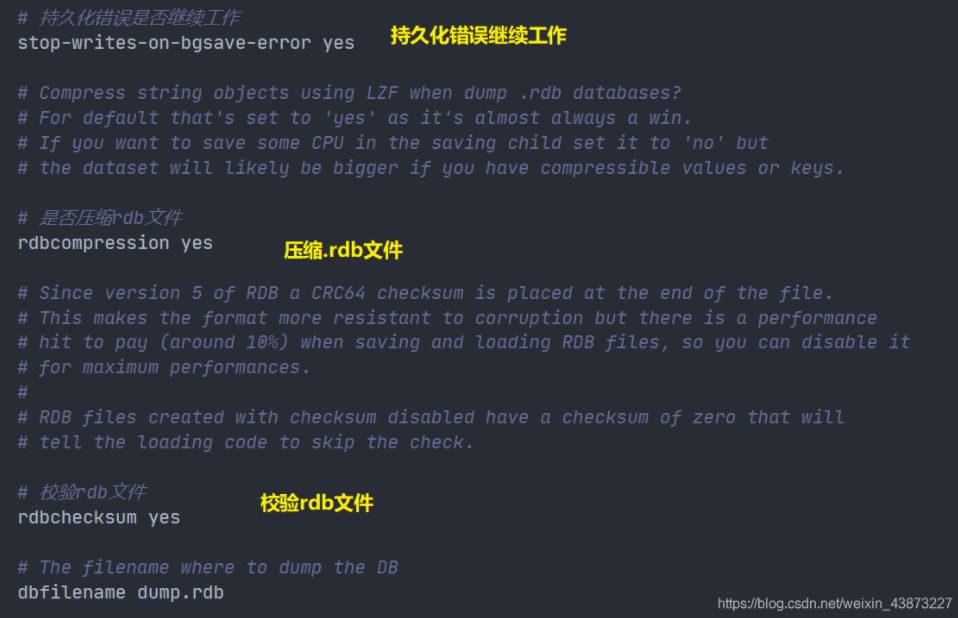 # 持久化错误是否继续工作
stop-writes-on-bgsave-error yes 持久化错误继续工作
# Compress string objects using LZF when dump .rdb databases?
# For default that's set to 'yes' as it's almost always a win.
# If you want to save some CPU in the saving child set it to 'no' but
# the dataset will likely be bigger if you have compressible values or keys.
# 是否压缩rdb文件
rdbcompression yes 压缩.rdb文件
# Since version 5 of RDB a CRC64 checksum is placed at the end of the file.
# This makes the format more resistant to corruption but there is a performance
# hit to pay (around 10%) when saving and loading RDB files, so you can disable it
# for maximum performances.
#
# RDB files created with checksum disabled have a checksum of zero that will
# tell the loading code to skip the check.
# 校验rdb文件
rdbchecksum yes 校验rdb文件
# The filename where to dump the DB
dbfilename dump.rdb
https://blog.csdn.net/weixin_43873227